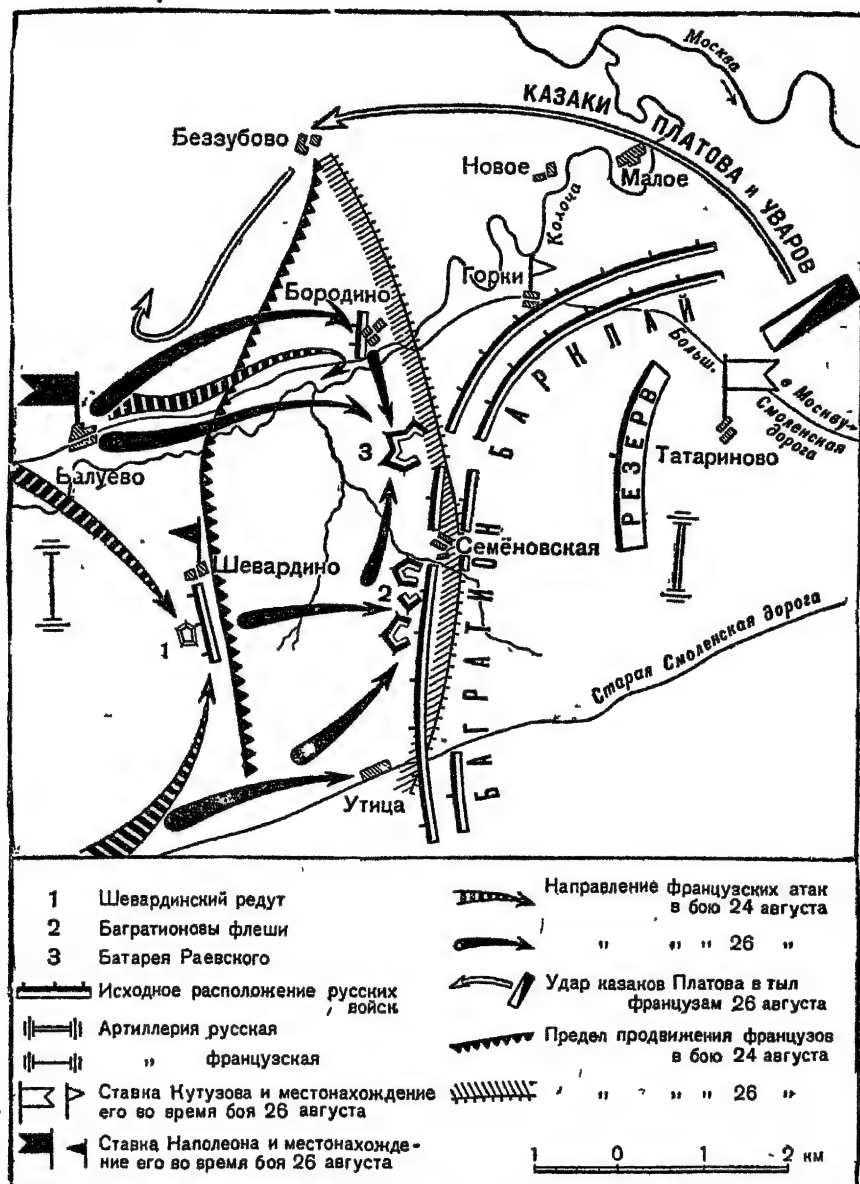 Москва
КАЗАКИ ПЛАТОВА и УВАРОВ
Беззубово
Новое
Малое
Колоча
Горки
Бородино
БАРКЛАЙ
Больш.
в Москву
Смоленская
дорога
3
РЕЗЕРВ
Татариново
Валуево
Семёновская
Шевардино
2
1
БАГРАТИОН
Старая Смоленская дорога
Утица
1 Шевардинский редут
2 Багратионовы флеши
3 Батарея Раевского
Исходное расположение русских
войск
Артиллерия русская
„ французская
Ставка Кутузова и местонахождение
его во время боя 26 августа
Ставка Наполеона и местонахожде-
ние его во время боя 26 августа
Направление французских атак
в бою 24 августа
„ „ „ 26 „
Удар казаков Платова в тыл
французам 26 августа
Предел продвижения французов
в бою 24 августа
„ „ „ „ 26 „
1 0 1 2 км